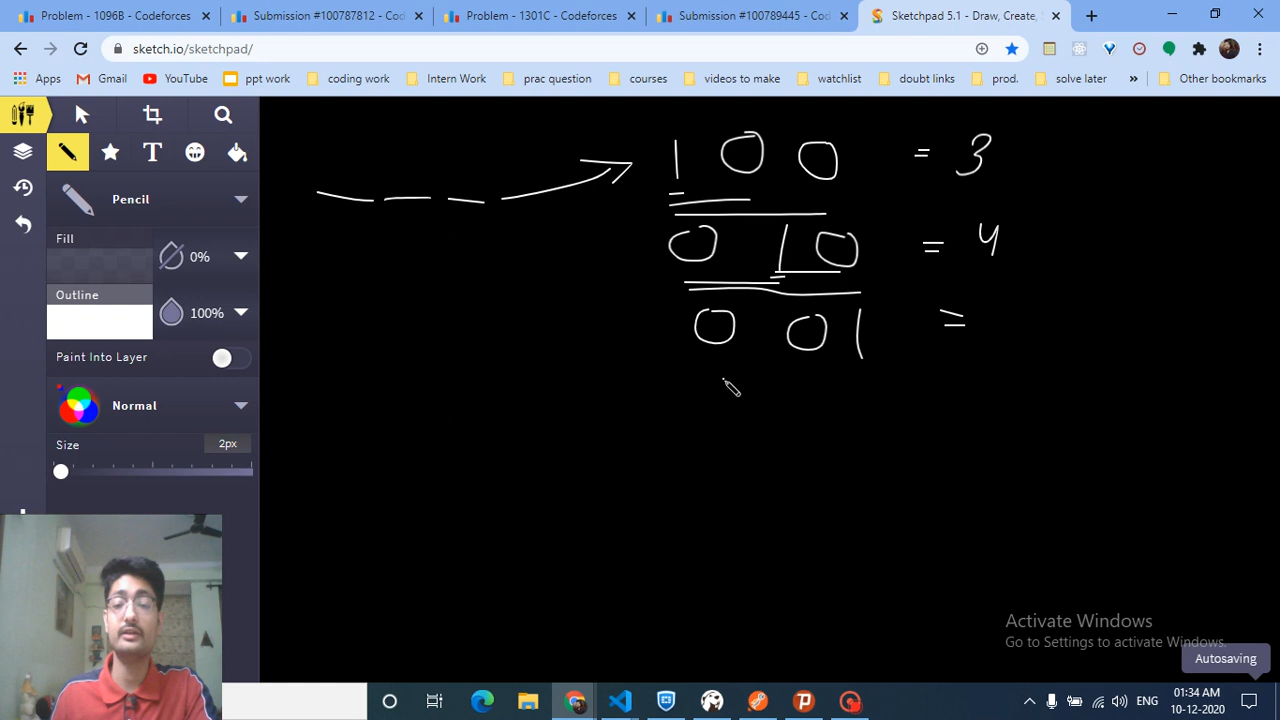 Problem - 1096B - Codeforces
Submission #100787812 - Cod
Problem - 1301C - Codeforces
Submission #100789445 - Cod
Sketchpad 5.1 - Draw, Create,
sketch.io/sketchpad/
Apps Gmail YouTube ppt work coding work Intern Work prac question courses videos to make watchlist doubt links prod. solve later » Other bookmarks
Pencil
Fill
0%
Outline
100%
Paint Into Layer
Normal
Size 2px
1 0 0 = 3
0 1 0 = 4
0 0 1 =
Activate Windows
Go to Settings to activate Windows.
Autosaving
ENG
01:34 AM
10-12-2020